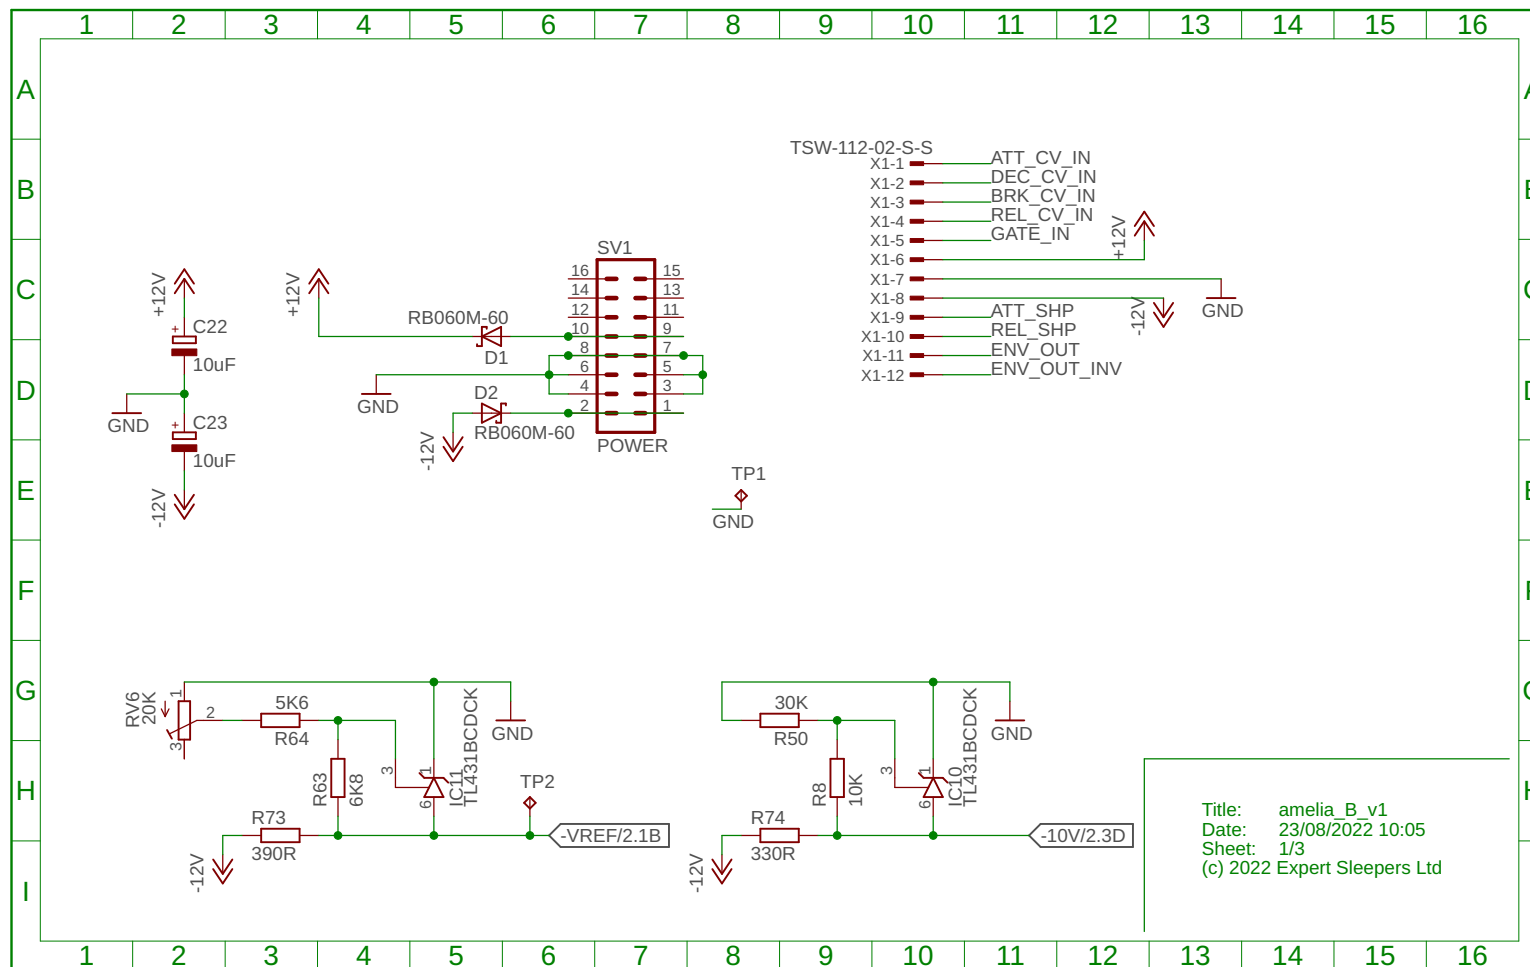 1 2 3 4 5 6 7 8 9 10 11 12 13 14 15 16
A A
B B
C C
D D
E E
F F
G G
H H
I
TSW-112-02-S-S
X1-1 ATT_CV_IN
X1-2 DEC_CV_IN
X1-3 BRK_CV_IN
X1-4 REL_CV_IN
X1-5 GATE_IN
X1-6 +12V
X1-7 GND
X1-8 -12V
X1-9 ATT_SHP
X1-10 REL_SHP
X1-11 ENV_OUT
X1-12 ENV_OUT_INV
+12V
C22
+
10uF
GND
C23
+
10uF
-12V
+12V
RB060M-60
D1
GND
D2
RB060M-60
-12V
SV1
16 15
14 13
12 11
10 9
8 7
6 5
4 3
2 1
POWER
TP1
GND
RV6
20K
1
2
3
5K6
R64
R63
6K8
R73
390R
-12V
3
1
6
IC11
TL431BCDCK
GND
TP2
-VREF/2.1B
30K
R50
R8
10K
R74
330R
-12V
3
1
6
IC10
TL431BCDCK
GND
-10V/2.3D
Title: amelia_B_v1
Date: 23/08/2022 10:05
Sheet: 1/3
(c) 2022 Expert Sleepers Ltd
1 2 3 4 5 6 7 8 9 10 11 12 13 14 15 16